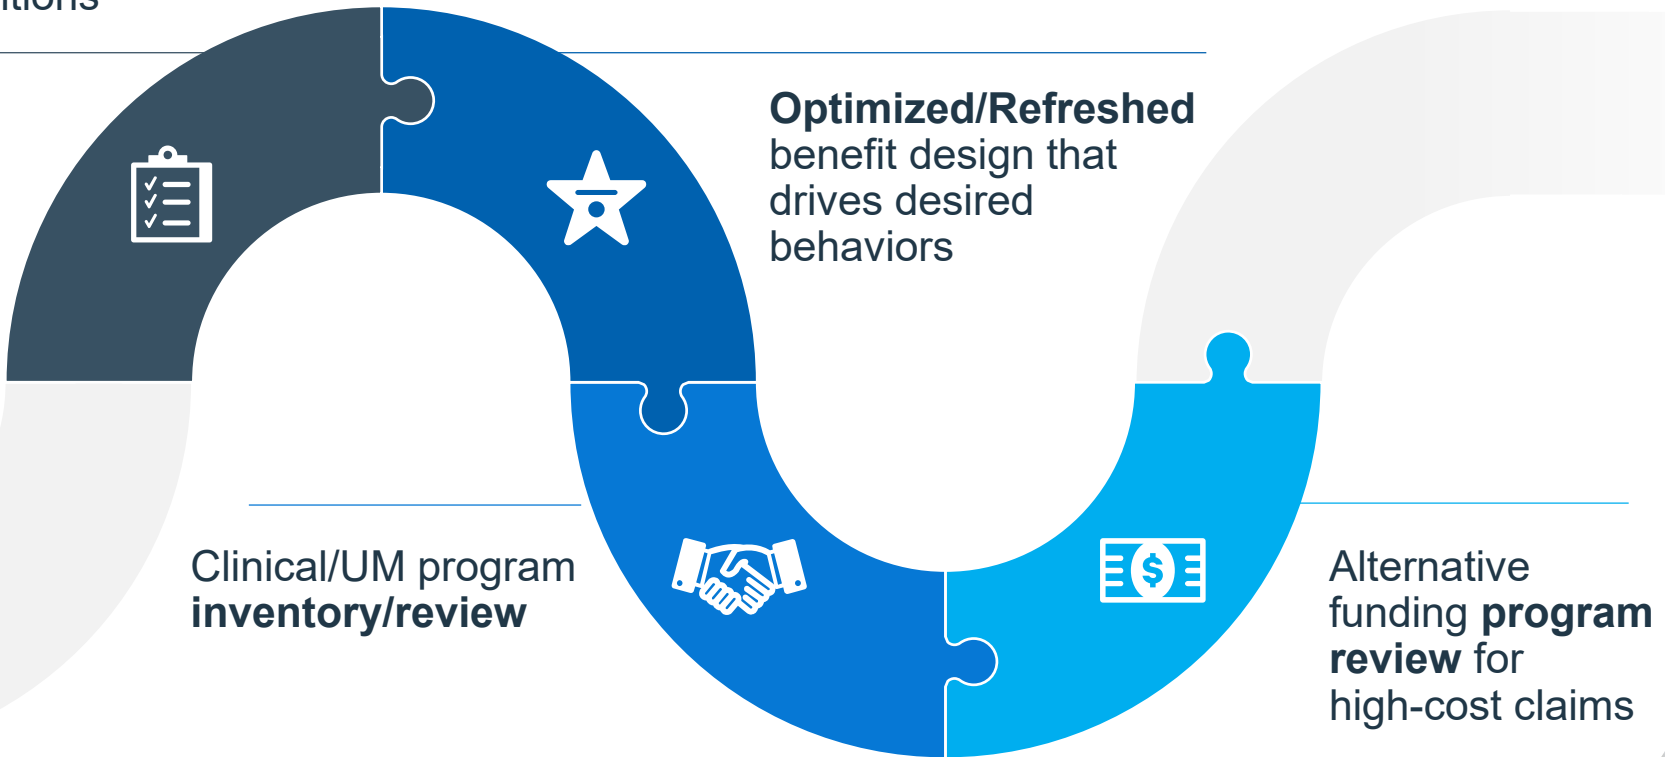 Optimized/Refreshed
benefit design that
drives desired
behaviors
Clinical/UM program
inventory/review
Alternative
funding program
review for
high-cost claims